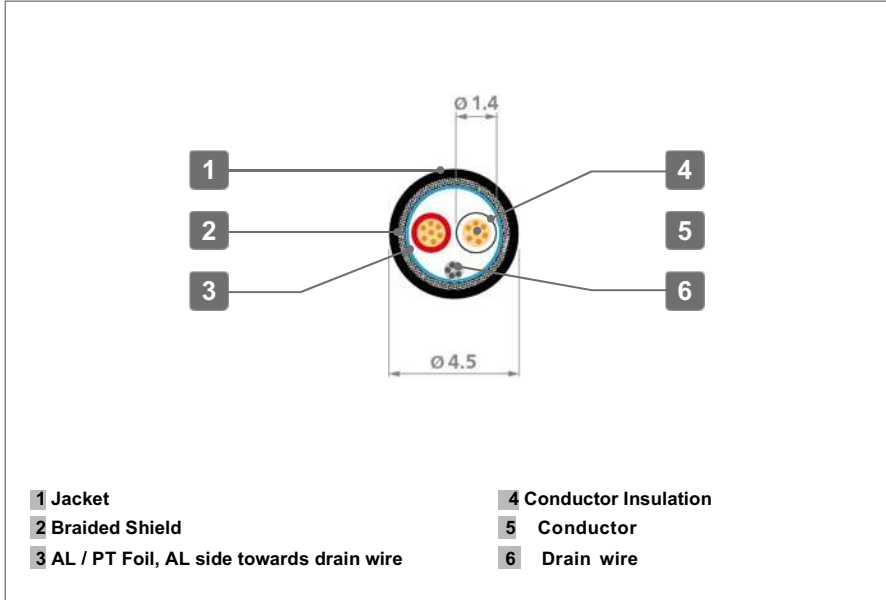 Ø 1.4
1
4
2
5
3
6
Ø 4.5
1 Jacket
2 Braided Shield
3 AL / PT Foil, AL side towards drain wire
4 Conductor Insulation
5 Conductor
6 Drain wire